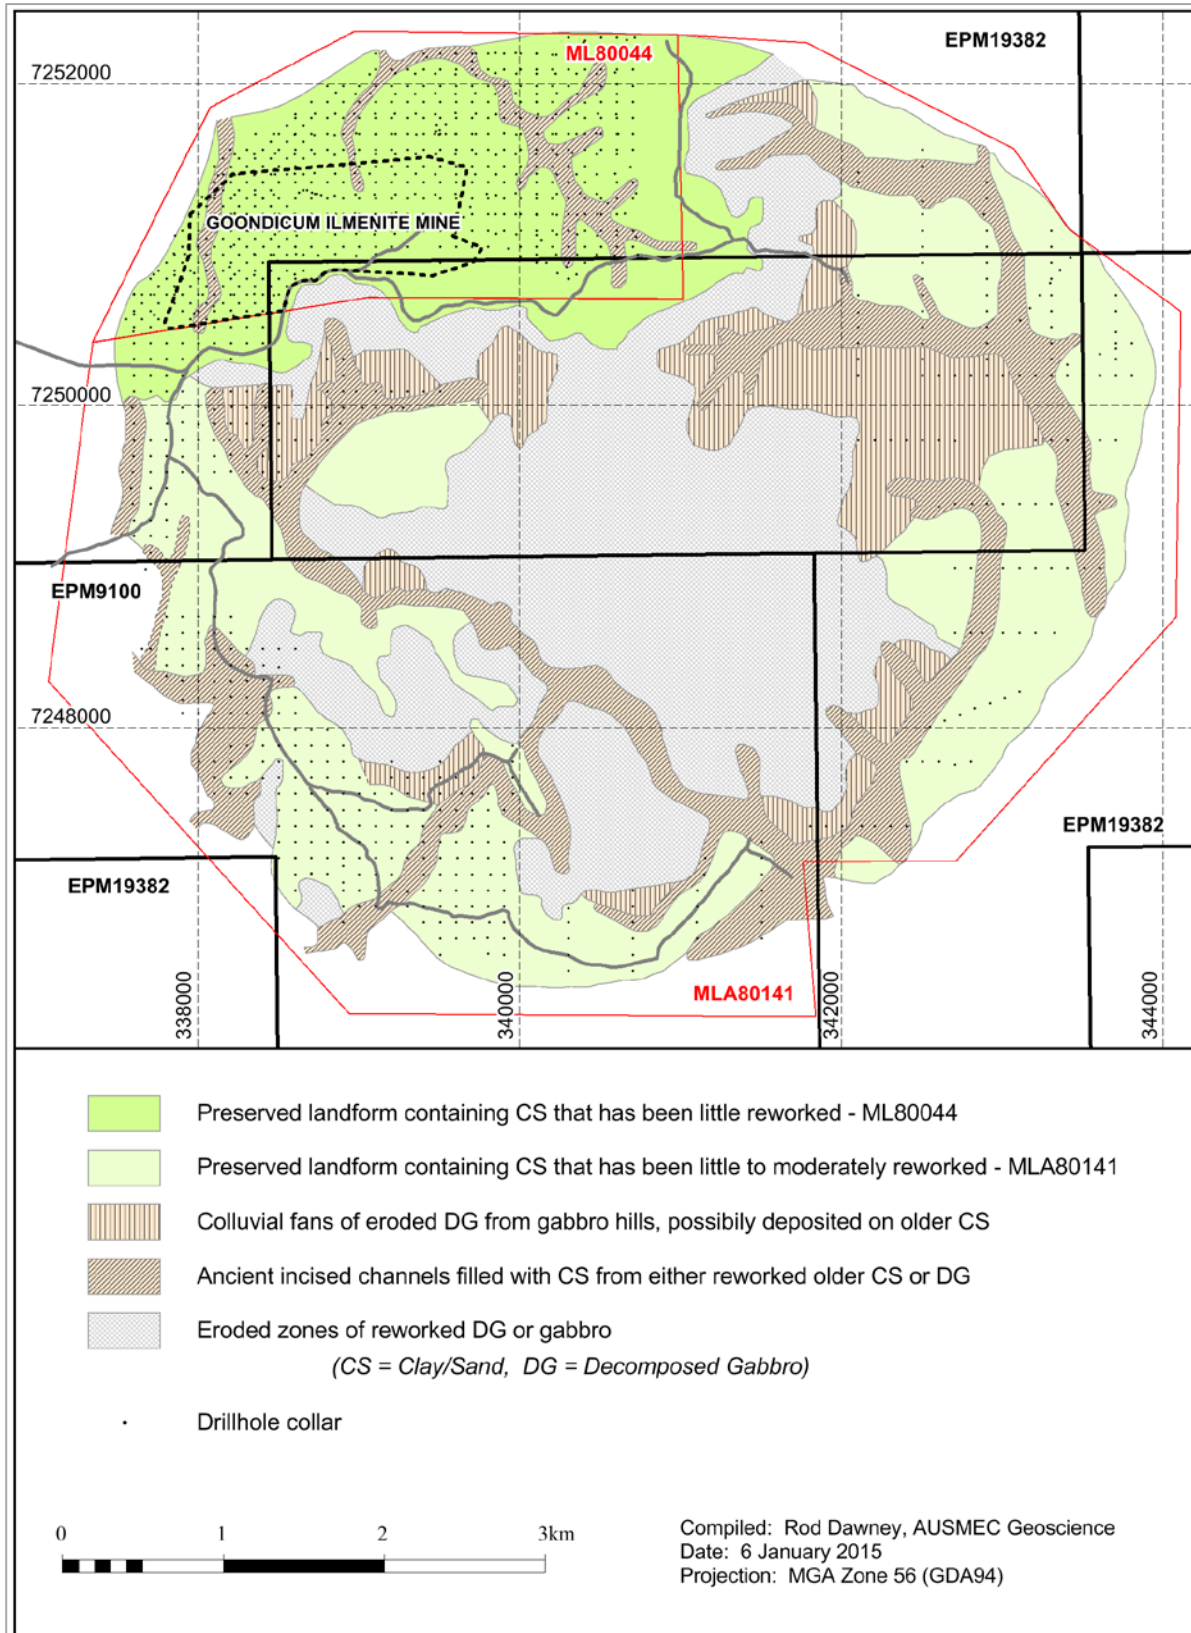 EPM19382
ML80044
7252000
GOONDICUM ILMENITE MINE
7250000
EPM9100
7248000
EPM19382
EPM19382
MLA80141
338000
340000
342000
344000
Preserved landform containing CS that has been little reworked - ML80044
Preserved landform containing CS that has been little to moderately reworked - MLA80141
Colluvial fans of eroded DG from gabbro hills, possibily deposited on older CS
Ancient incised channels filled with CS from either reworked older CS or DG
Eroded zones of reworked DG or gabbro
(CS = Clay/Sand, DG = Decomposed Gabbro)
Drillhole collar
0 1 2 3km
Compiled: Rod Dawney, AUSMEC Geoscience
Date: 6 January 2015
Projection: MGA Zone 56 (GDA94)